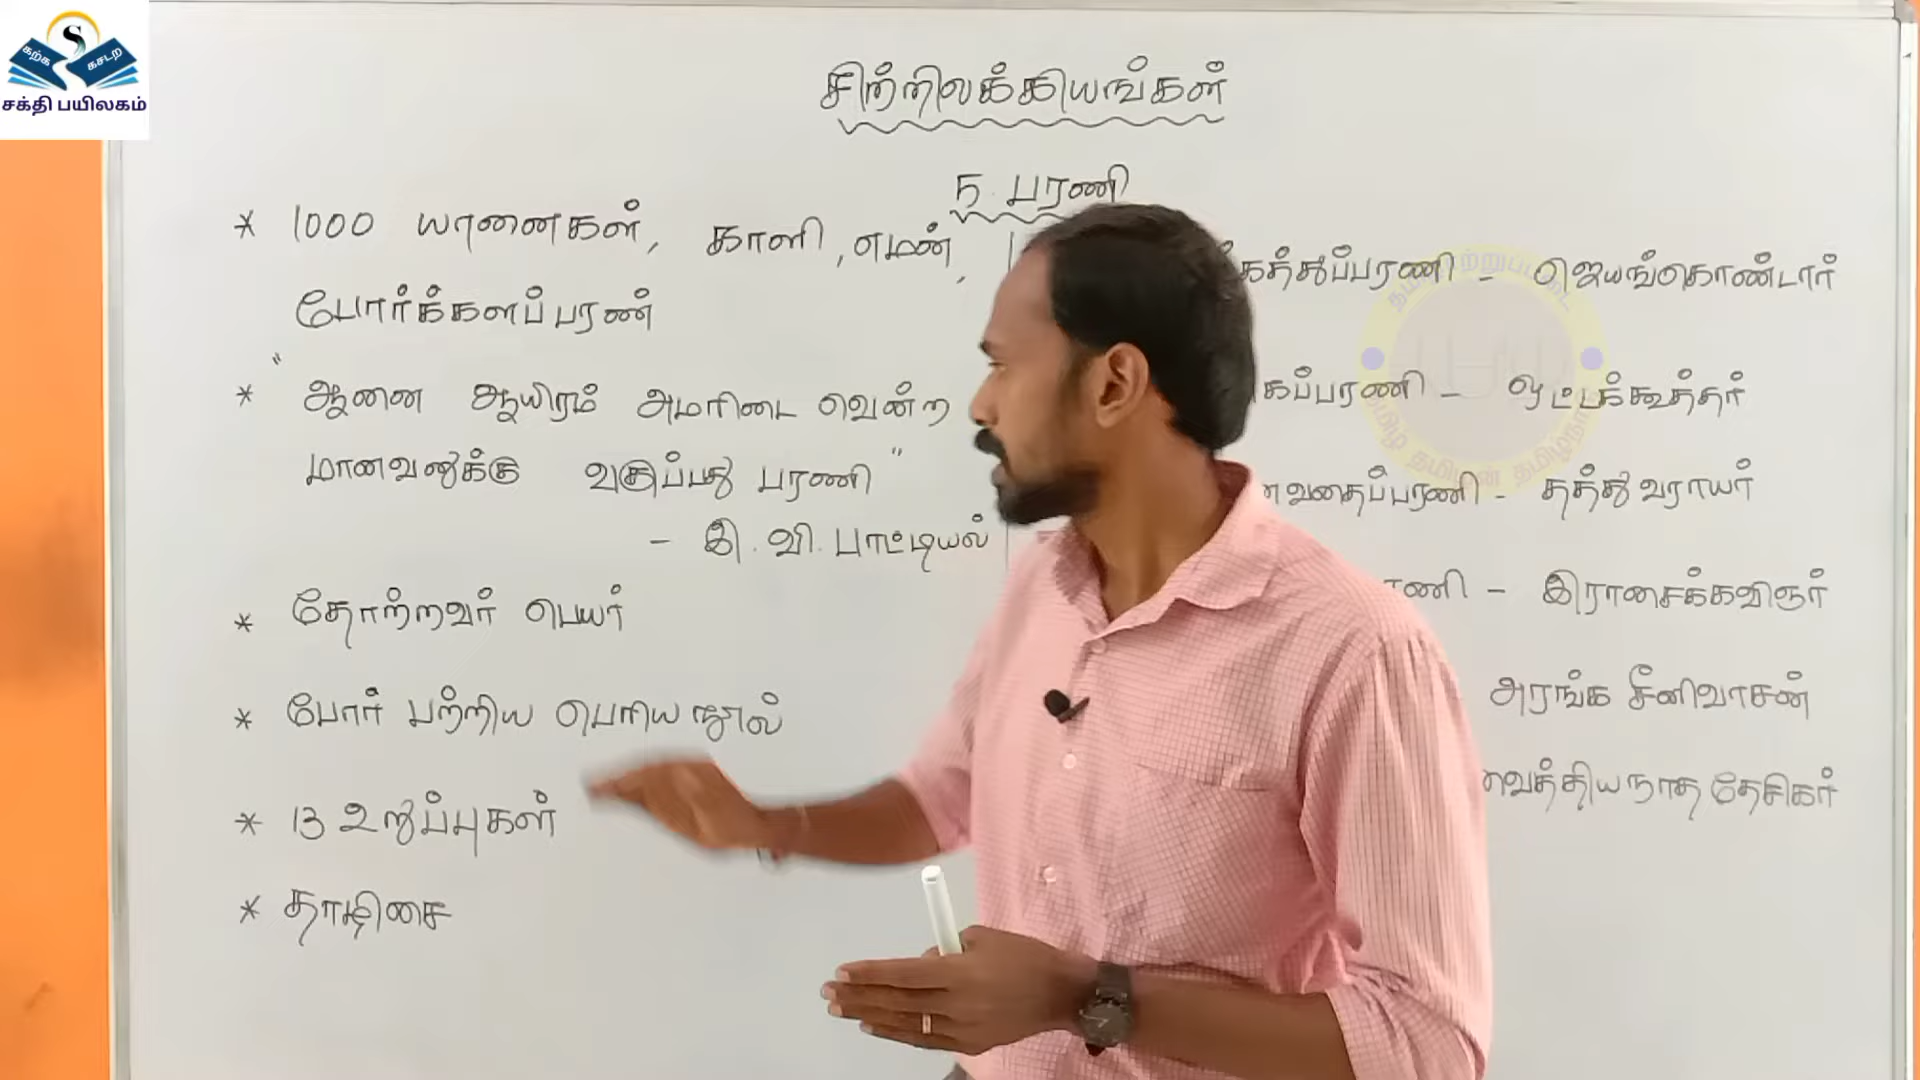 கற்க
கசடற
சக்தி பயிலகம்
சிற்றிலக்கியங்கள்
5. பரணி
* 1000 யானைகள், காளி, எமன்,
போர்க்களப் பரண்
* "ஆனை ஆயிரம் அமரிடை வென்ற
மானவனுக்கு வகுப்பது பரணி"
- இ.வி. பாட்டியல்
* தோற்றவர் பெயர்
* போர் பற்றிய பெரிய நூல்
* 13 உறுப்புகள்
* தாழிசை
கத்துப்பரணி - ஜெயங்கொண்டார்
கப்பரணி - ஒட்டக்கூத்தர்
வதைப்பரணி - தத்துவராயர்
ரணி - இராசைக்கவிஞர்
அரங்க சீனிவாசன்
வைத்தியநாத தேசிகர்